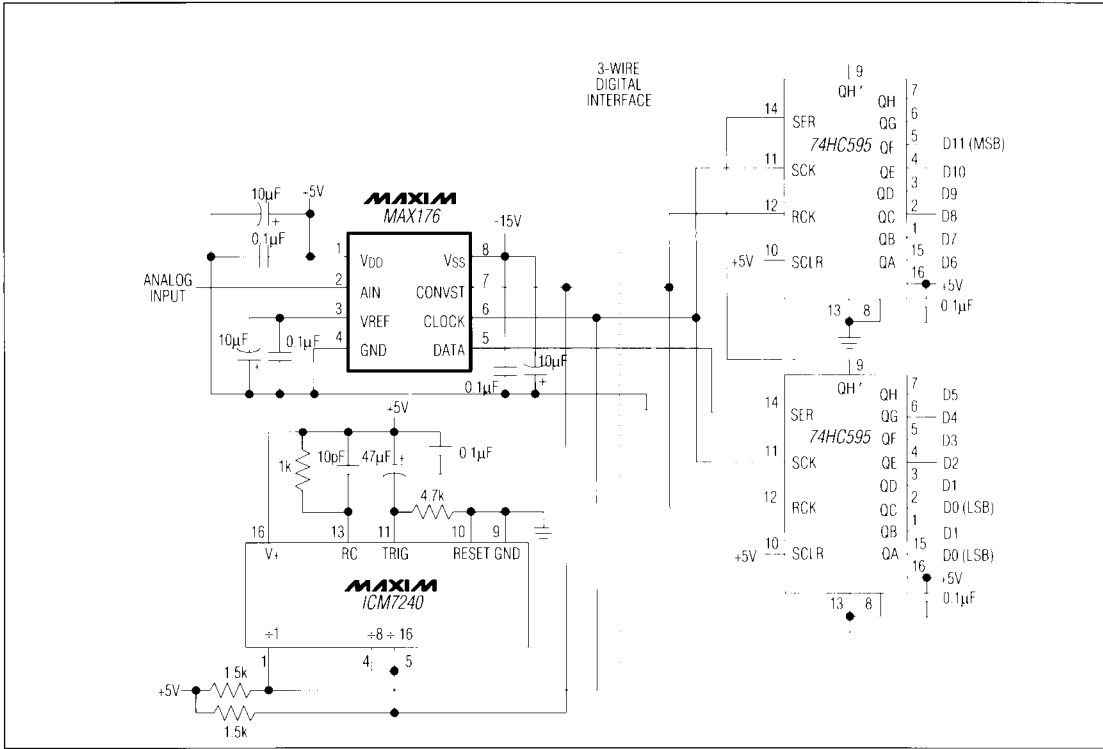 3-WIRE
DIGITAL
INTERFACE
9
QH'
7
QH
6
14
SER
QG
5
74HC595
QF
D11 (MSB)
4
11
SCK
QE
D10
3
QD
D9
2
12
RCK
QC
D8
1
QB
D7
15
10
+5V
SCLR
QA
D6
16
+5V
0.1µF
13
8
10µF
-5V
0.1µF
MAXIM
MAX176
-15V
1
VDD
VSS
8
ANALOG
INPUT
2
AIN
CONVST
7
3
VREF
CLOCK
6
4
GND
DATA
5
10µF
0.1µF
10µF
0.1µF
9
QH'
7
QH
D5
14
6
SER
QG
D4
5
74HC595
QF
D3
4
11
SCK
QE
D2
3
QD
D1
12
2
RCK
QC
D0 (LSB)
1
QB
D1
10
15
+5V
SCLR
QA
D0 (LSB)
16
+5V
0.1µF
13
8
+5V
1k
10pF
47µF
0.1µF
4.7k
16
13
11
10
9
V+
RC
TRIG
RESET
GND
MAXIM
ICM7240
÷1
÷8
÷16
1
4
5
1.5k
+5V
1.5k